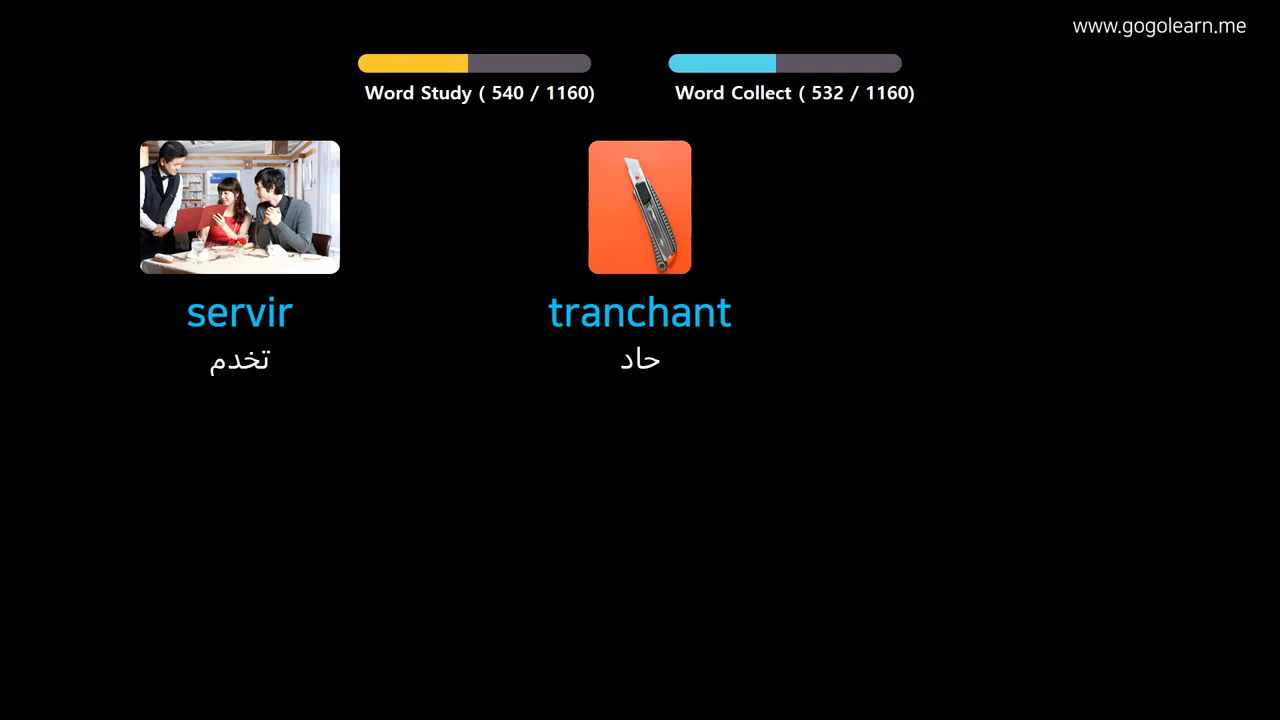 www.gogolearn.me
Word Study ( 540 / 1160)
Word Collect ( 532 / 1160)
servir
تخدم
tranchant
حاد